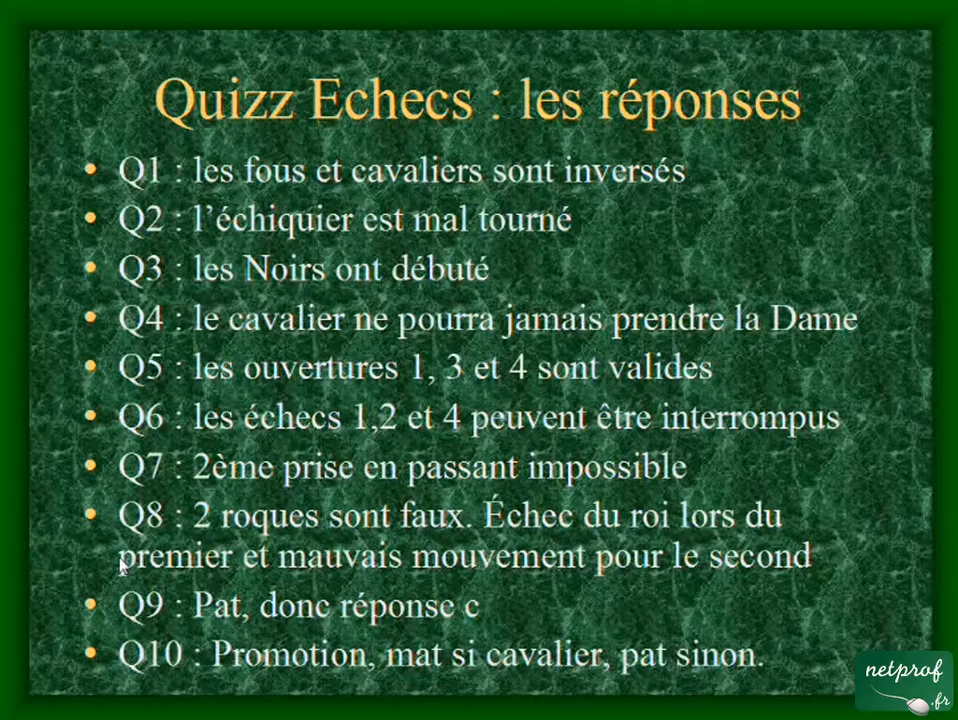 Quizz Echecs : les réponses
• Q1 : les fous et cavaliers sont inversés
• Q2 : l’échiquier est mal tourné
• Q3 : les Noirs ont débuté
• Q4 : le cavalier ne pourra jamais prendre la Dame
• Q5 : les ouvertures 1, 3 et 4 sont valides
• Q6 : les échecs 1,2 et 4 peuvent être interrompus
• Q7 : 2ème prise en passant impossible
• Q8 : 2 roques sont faux. Échec du roi lors du
premier et mauvais mouvement pour le second
• Q9 : Pat, donc réponse c
• Q10 : Promotion, mat si cavalier, pat sinon.
netprof
.fr